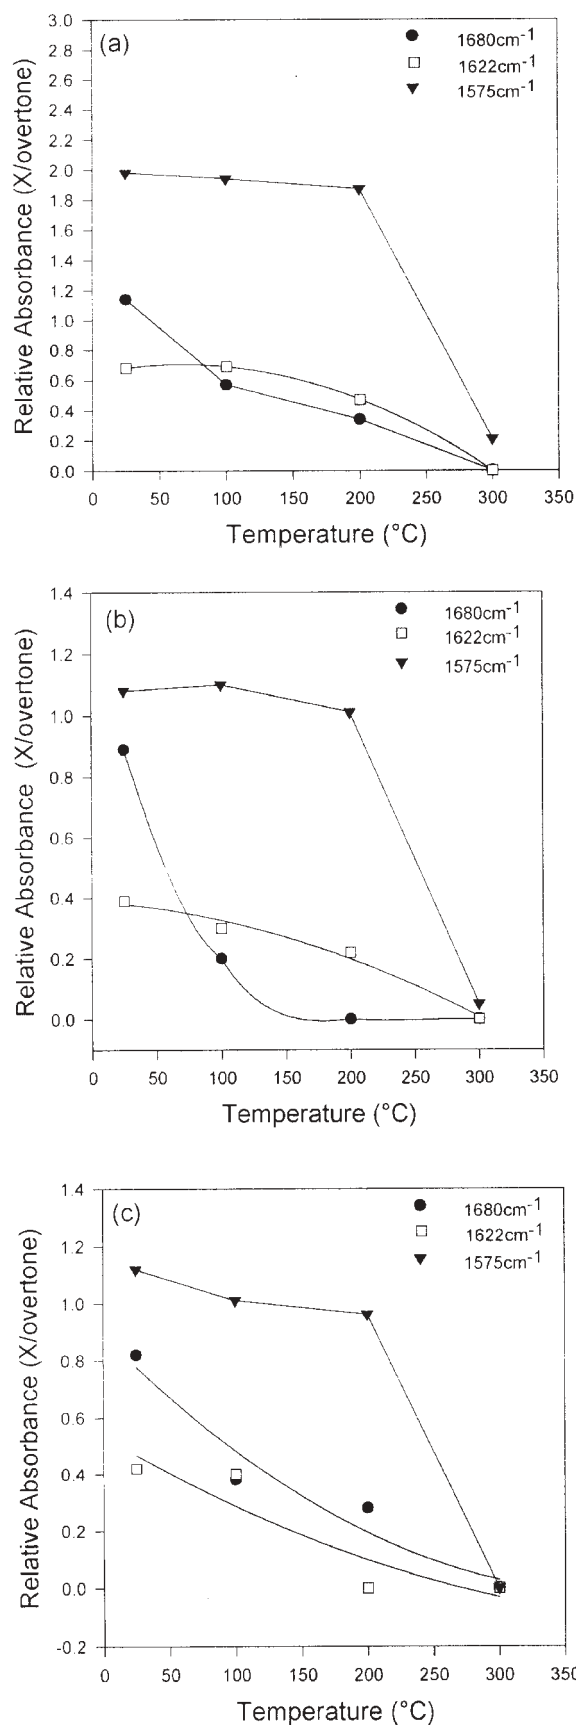 (a)
1680cm-1
1622cm-1
1575cm-1
3.0
2.8
2.6
2.4
2.2
2.0
1.8
1.6
1.4
1.2
1.0
0.8
0.6
0.4
0.2
0.0
Relative Absorbance (X/overtone)
0 50 100 150 200 250 300 350
Temperature (°C)
(b)
1680cm-1
1622cm-1
1575cm-1
1.4
1.2
1.0
0.8
0.6
0.4
0.2
0.0
Relative Absorbance (X/overtone)
0 50 100 150 200 250 300 350
Temperature (°C)
(c)
1680cm-1
1622cm-1
1575cm-1
1.4
1.2
1.0
0.8
0.6
0.4
0.2
0.0
-0.2
Relative Absorbance (X/overtone)
0 50 100 150 200 250 300 350
Temperature (°C)